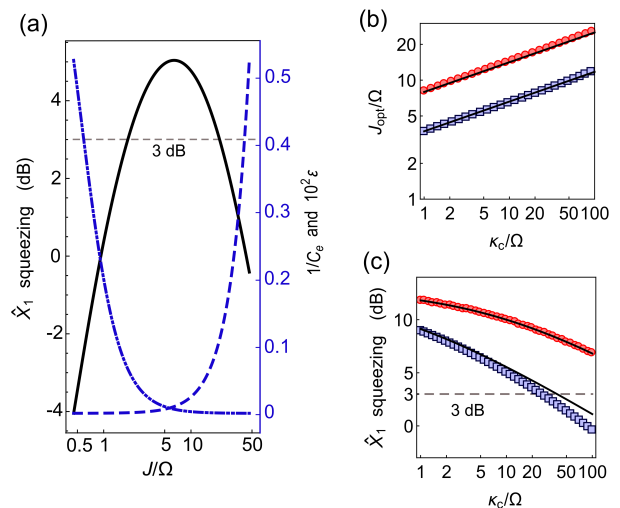 (a)
X̂₁ squeezing (dB)
4
2
0
-2
-4
3 dB
0.5
0.4
0.3
0.2
0.1
0
1/Cₑ and 10²ε
0.5 1 5 10 50
J/Ω
(b)
J_opt/Ω
20
10
5
2
1
1 2 5 10 20 50 100
κ_c/Ω
(c)
X̂₁ squeezing (dB)
10
5
3
0
3 dB
1 2 5 10 20 50 100
κ_c/Ω